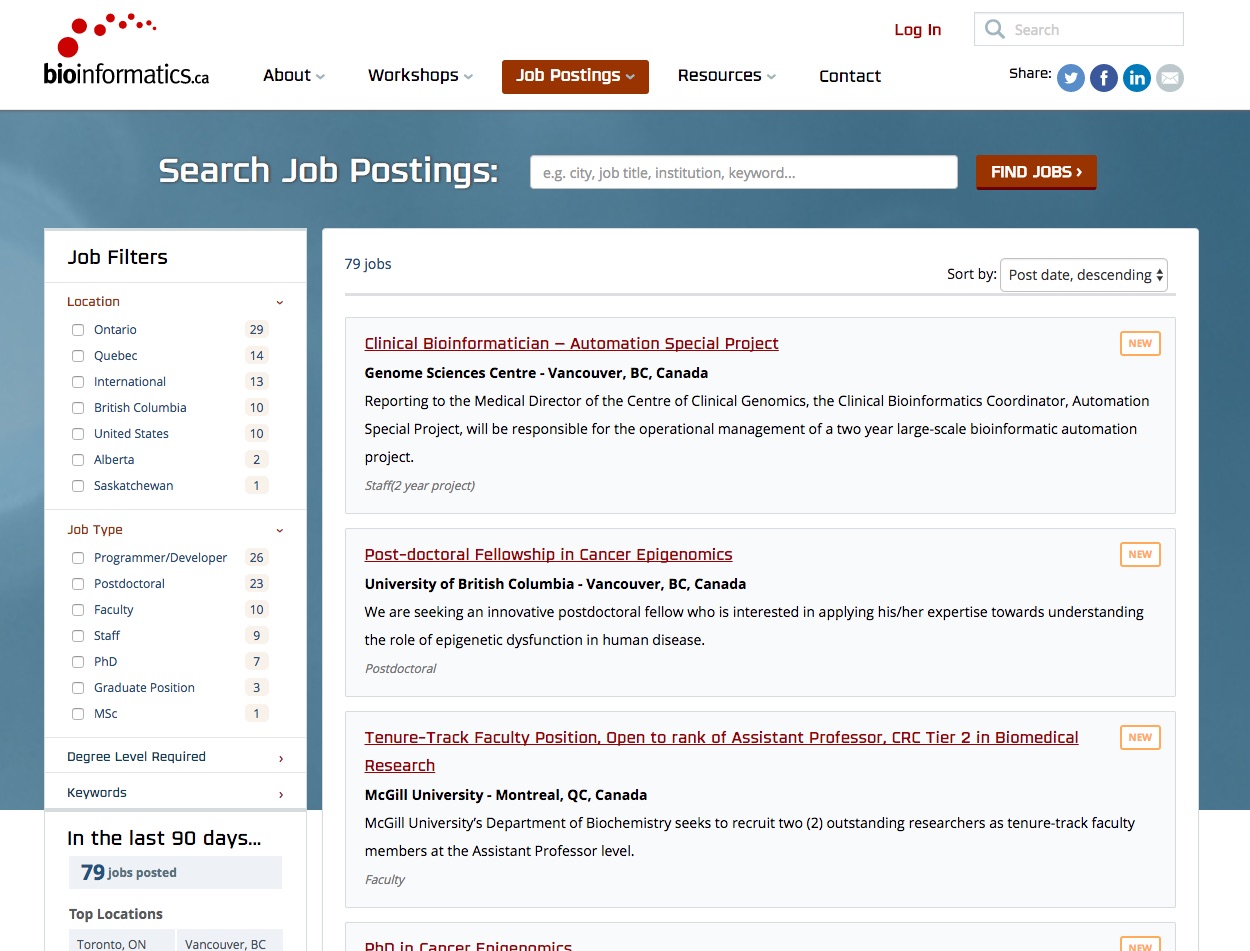 Log In
Search
bioinformatics.ca
About
Workshops
Job Postings
Resources
Contact
Share:
Search Job Postings:
e.g. city, job title, institution, keyword...
FIND JOBS ›
Job Filters
Location
Ontario 29
Quebec 14
International 13
British Columbia 10
United States 10
Alberta 2
Saskatchewan 1
Job Type
Programmer/Developer 26
Postdoctoral 23
Faculty 10
Staff 9
PhD 7
Graduate Position 3
MSc 1
Degree Level Required
Keywords
In the last 90 days...
79 jobs posted
Top Locations
Toronto, ON
Vancouver, BC
79 jobs
Sort by: Post date, descending
Clinical Bioinformatician – Automation Special Project
NEW
Genome Sciences Centre - Vancouver, BC, Canada
Reporting to the Medical Director of the Centre of Clinical Genomics, the Clinical Bioinformatics Coordinator, Automation
Special Project, will be responsible for the operational management of a two year large-scale bioinformatic automation
project.
Staff(2 year project)
Post-doctoral Fellowship in Cancer Epigenomics
NEW
University of British Columbia - Vancouver, BC, Canada
We are seeking an innovative postdoctoral fellow who is interested in applying his/her expertise towards understanding
the role of epigenetic dysfunction in human disease.
Postdoctoral
Tenure-Track Faculty Position, Open to rank of Assistant Professor, CRC Tier 2 in Biomedical
Research
NEW
McGill University - Montreal, QC, Canada
McGill University's Department of Biochemistry seeks to recruit two (2) outstanding researchers as tenure-track faculty
members at the Assistant Professor level.
Faculty
PhD in Cancer Epigenomics
NEW